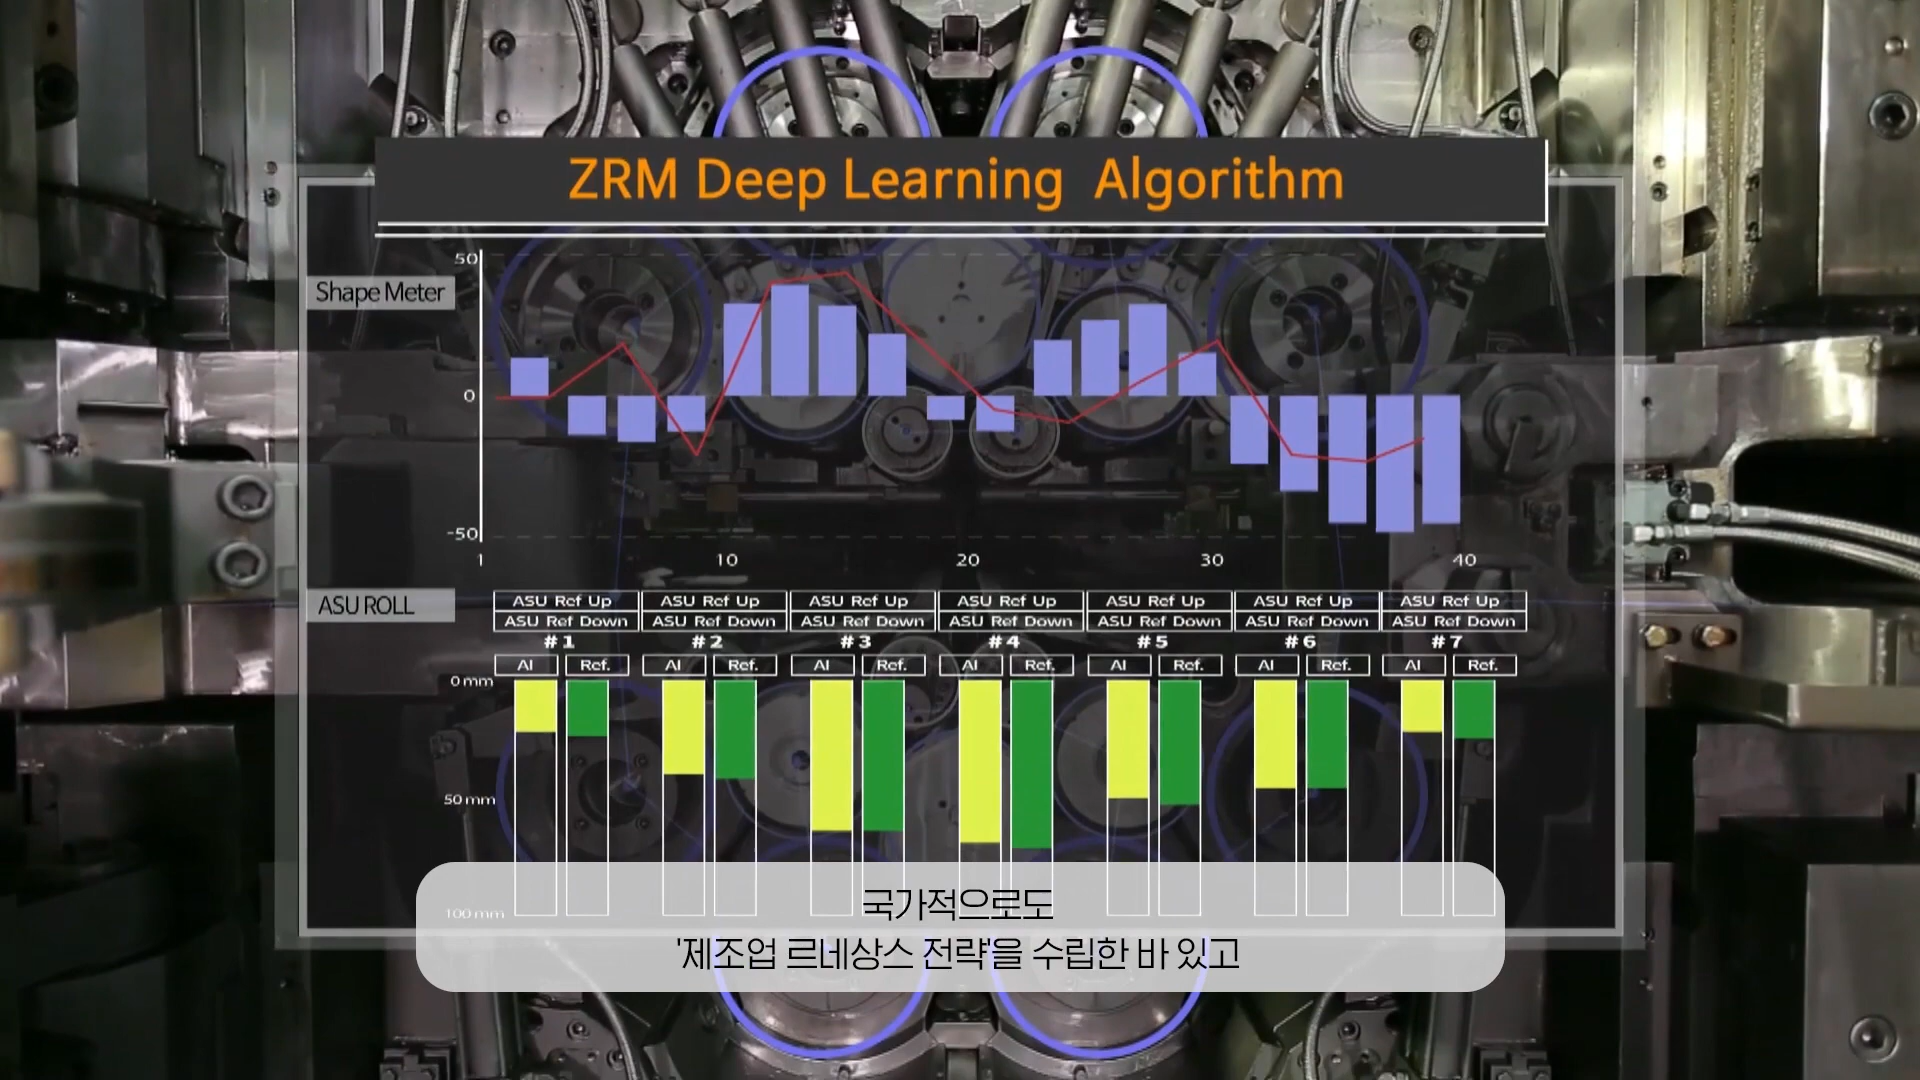 ZRM Deep Learning Algorithm
50
Shape Meter
0
-50
1 10 20 30 40
ASU ROLL
ASU Ref Up ASU Ref Up ASU Ref Up ASU Ref Up ASU Ref Up ASU Ref Up ASU Ref Up
ASU Ref Down ASU Ref Down ASU Ref Down ASU Ref Down ASU Ref Down ASU Ref Down ASU Ref Down
#1 #2 #3 #4 #5 #6 #7
AI Ref. AI Ref. AI Ref. AI Ref. AI Ref. AI Ref. AI Ref.
0 mm
50 mm
100 mm
국가적으로도
'제조업 르네상스 전략'을 수립한 바 있고